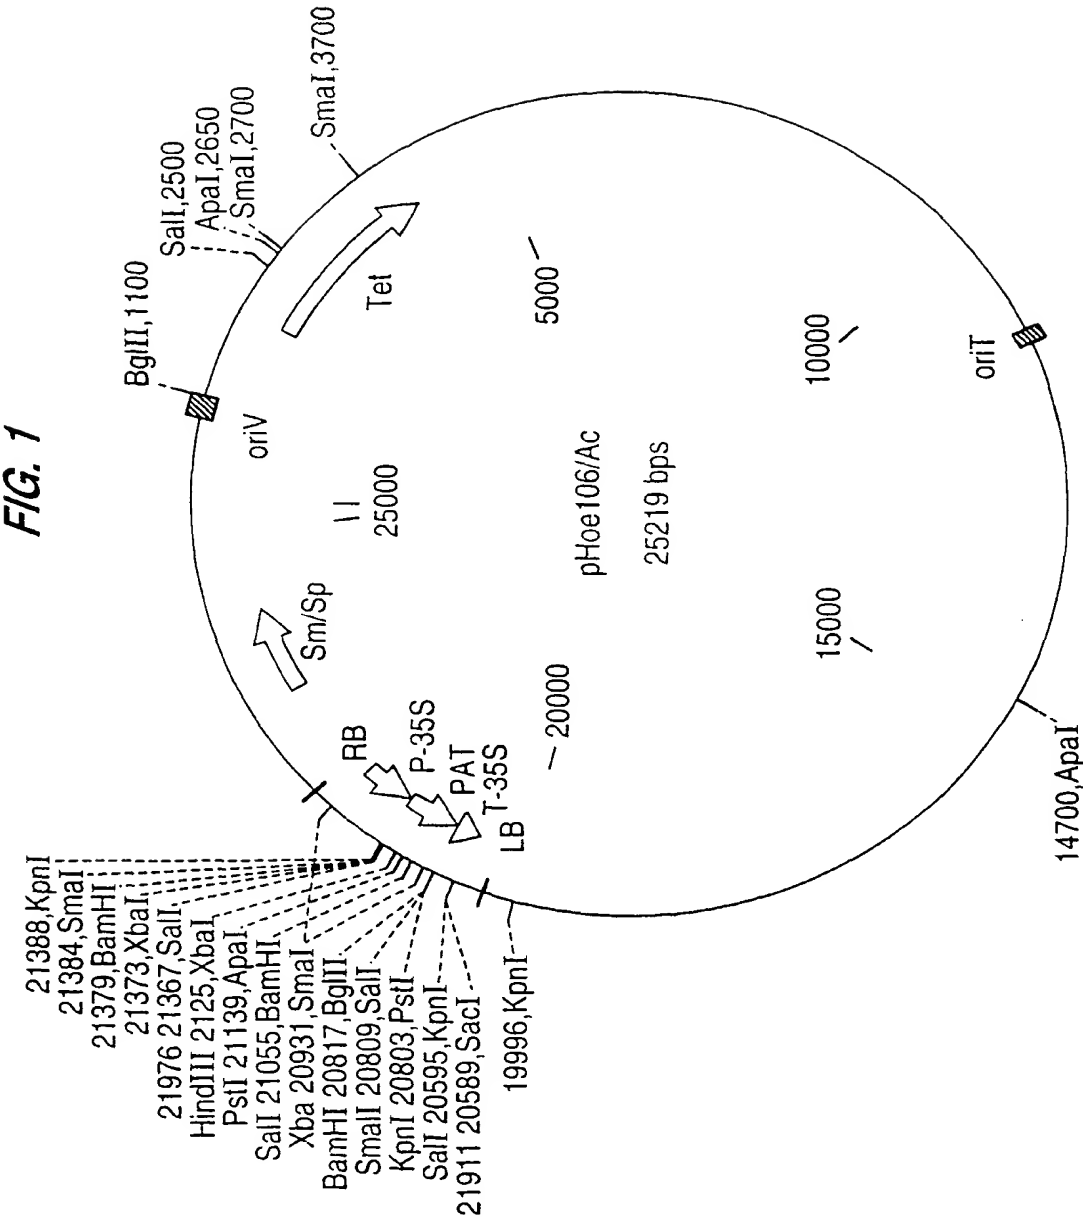 FIG. 1
21388,KpnI
21384,SmaI
21379,BamHI
21373,XbaI
21976 21367,SalI
HindIII 2125,XbaI
PstI 21139,ApaI
SalI 21055,BamHI
Xba 20931,SmaI
BamHI 20817,BglII
SmaII 20809,SalI
KpnI 20803,PstI
SalI 20595,KpnI
21911 20589,SacI
19996,KpnI
14700,ApaI
BglII,1100
SalI,2500
ApaI,2650
SmaI,2700
SmaI,3700
oriV
Tet
Sm/Sp
RB
P-35S
PAT
T-35S
LB
25000
5000
10000
15000
20000
oriT
pHoe106/Ac
25219 bps